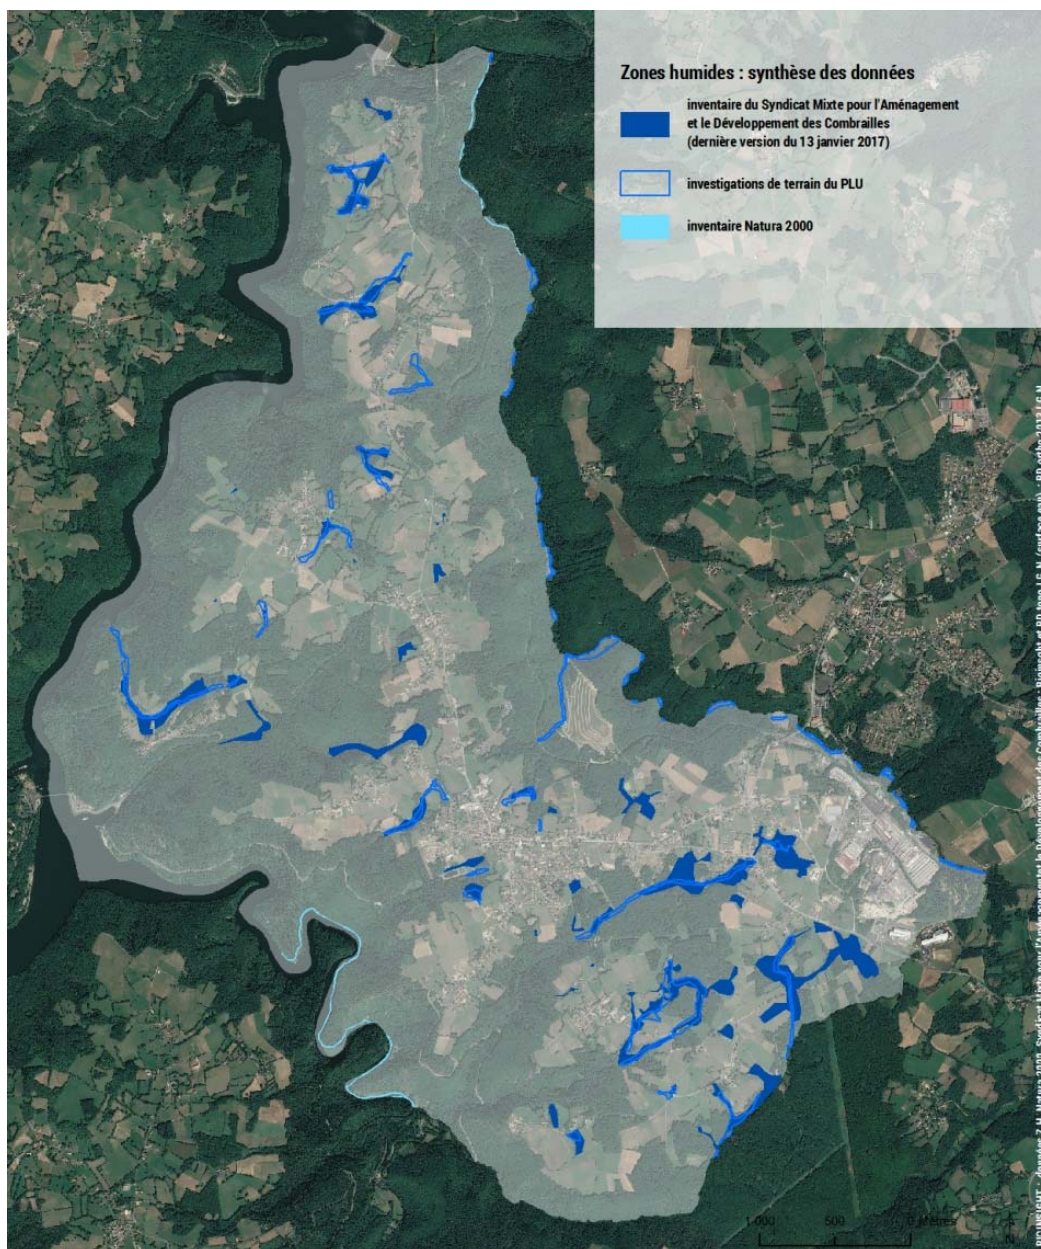 Zones humides : synthèse des données
inventaire du Syndicat Mixte pour l'Aménagement
et le Développement des Combrailles
(dernière version du 13 janvier 2017)
investigations de terrain du PLU
inventaire Natura 2000
1 000 500 0 Mètres
N